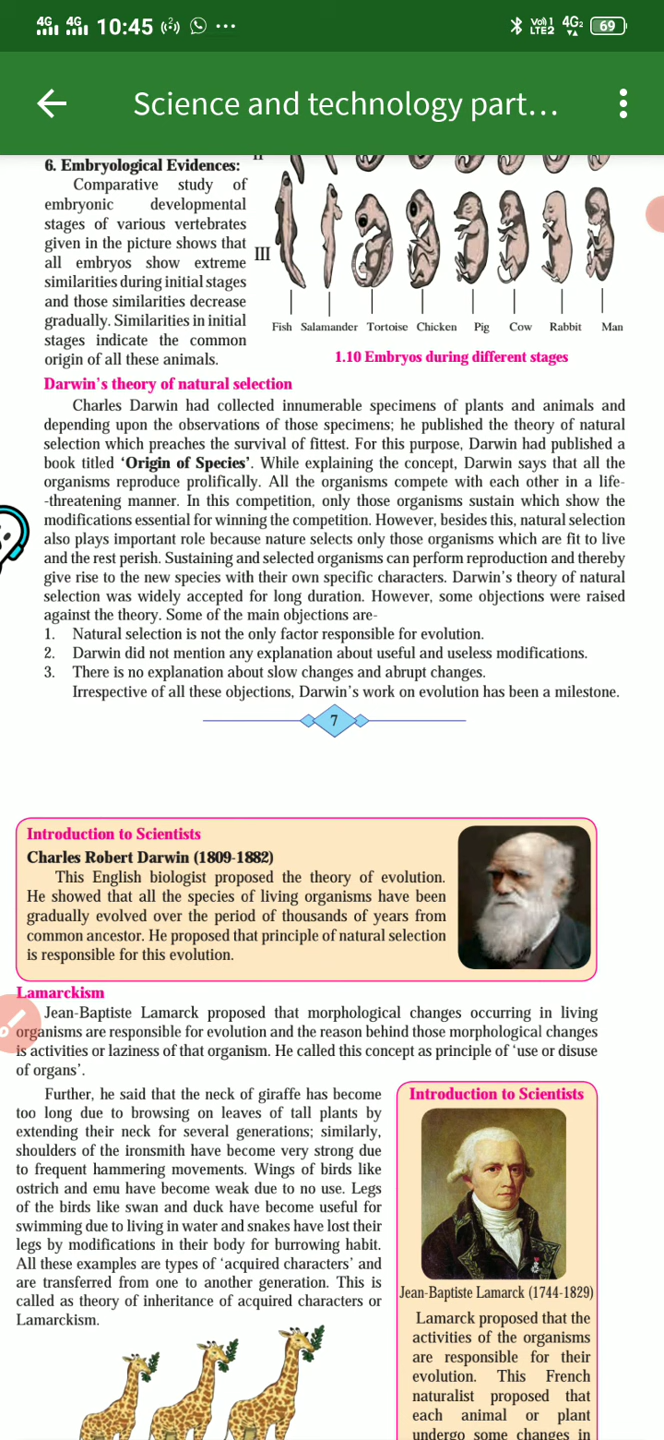 4G 4G 10:45 ... Vo)) 1 LTE2 4G2 69
Science and technology part...
6. Embryological Evidences:
Comparative study of
embryonic developmental
stages of various vertebrates
given in the picture shows that
all embryos show extreme
similarities during initial stages
and those similarities decrease
gradually. Similarities in initial
stages indicate the common
origin of all these animals.
II
III
Fish Salamander Tortoise Chicken Pig Cow Rabbit Man
1.10 Embryos during different stages
Darwin's theory of natural selection
Charles Darwin had collected innumerable specimens of plants and animals and
depending upon the observations of those specimens; he published the theory of natural
selection which preaches the survival of fittest. For this purpose, Darwin had published a
book titled ‘Origin of Species’. While explaining the concept, Darwin says that all the
organisms reproduce prolifically. All the organisms compete with each other in a life-
-threatening manner. In this competition, only those organisms sustain which show the
modifications essential for winning the competition. However, besides this, natural selection
also plays important role because nature selects only those organisms which are fit to live
and the rest perish. Sustaining and selected organisms can perform reproduction and thereby
give rise to the new species with their own specific characters. Darwin's theory of natural
selection was widely accepted for long duration. However, some objections were raised
against the theory. Some of the main objections are-
1. Natural selection is not the only factor responsible for evolution.
2. Darwin did not mention any explanation about useful and useless modifications.
3. There is no explanation about slow changes and abrupt changes.
Irrespective of all these objections, Darwin's work on evolution has been a milestone.
7
Introduction to Scientists
Charles Robert Darwin (1809-1882)
This English biologist proposed the theory of evolution.
He showed that all the species of living organisms have been
gradually evolved over the period of thousands of years from
common ancestor. He proposed that principle of natural selection
is responsible for this evolution.
Lamarckism
Jean-Baptiste Lamarck proposed that morphological changes occurring in living
organisms are responsible for evolution and the reason behind those morphological changes
is activities or laziness of that organism. He called this concept as principle of ‘use or disuse
of organs’.
Further, he said that the neck of giraffe has become
too long due to browsing on leaves of tall plants by
extending their neck for several generations; similarly,
shoulders of the ironsmith have become very strong due
to frequent hammering movements. Wings of birds like
ostrich and emu have become weak due to no use. Legs
of the birds like swan and duck have become useful for
swimming due to living in water and snakes have lost their
legs by modifications in their body for burrowing habit.
All these examples are types of ‘acquired characters’ and
are transferred from one to another generation. This is
called as theory of inheritance of acquired characters or
Lamarckism.
Introduction to Scientists
Jean-Baptiste Lamarck (1744-1829)
Lamarck proposed that the
activities of the organisms
are responsible for their
evolution. This French
naturalist proposed that
each animal or plant
undergo some changes in